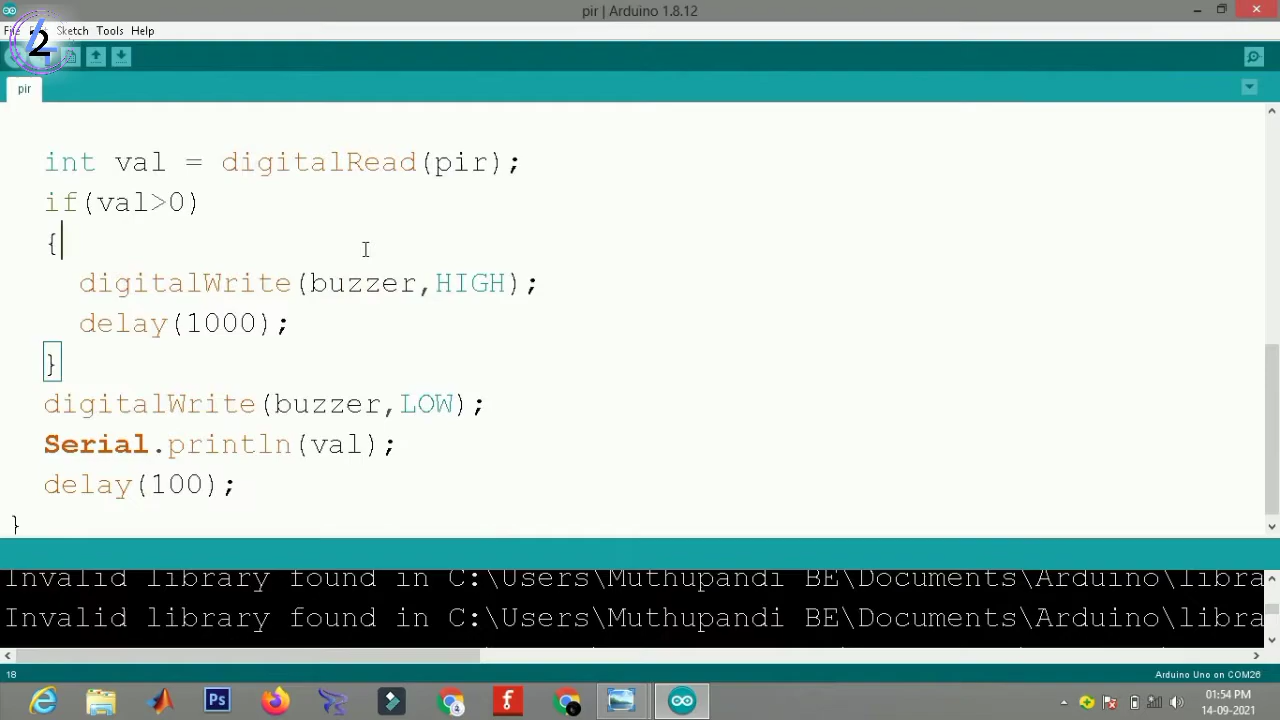 pir | Arduino 1.8.12
Sketch Tools Help
2
pir
int val = digitalRead(pir);
if(val>0)
{
digitalWrite(buzzer,HIGH);
delay(1000);
}
digitalWrite(buzzer,LOW);
Serial.println(val);
delay(100);
}
Invalid library found in C:\Users\Muthupandi BE\Documents\Arduino\libra
Invalid library found in C:\Users\Muthupandi BE\Documents\Arduino\libra
18
Arduino Uno on COM26
Ps
f
4
01:54 PM
14-09-2021